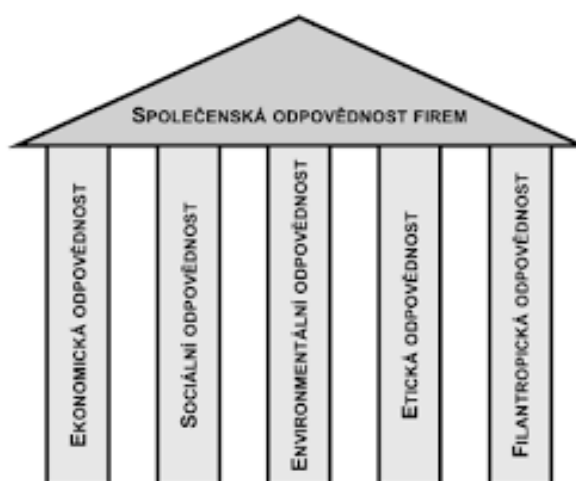 SPOLEČENSKÁ ODPOVĚDNOST FIREM
EKONOMICKÁ ODPOVĚDNOST
SOCIÁLNÍ ODPOVĚDNOST
ENVIRONMENTÁLNÍ ODPOVĚDNOST
ETICKÁ ODPOVĚDNOST
FILANTROPICKÁ ODPOVĚDNOST